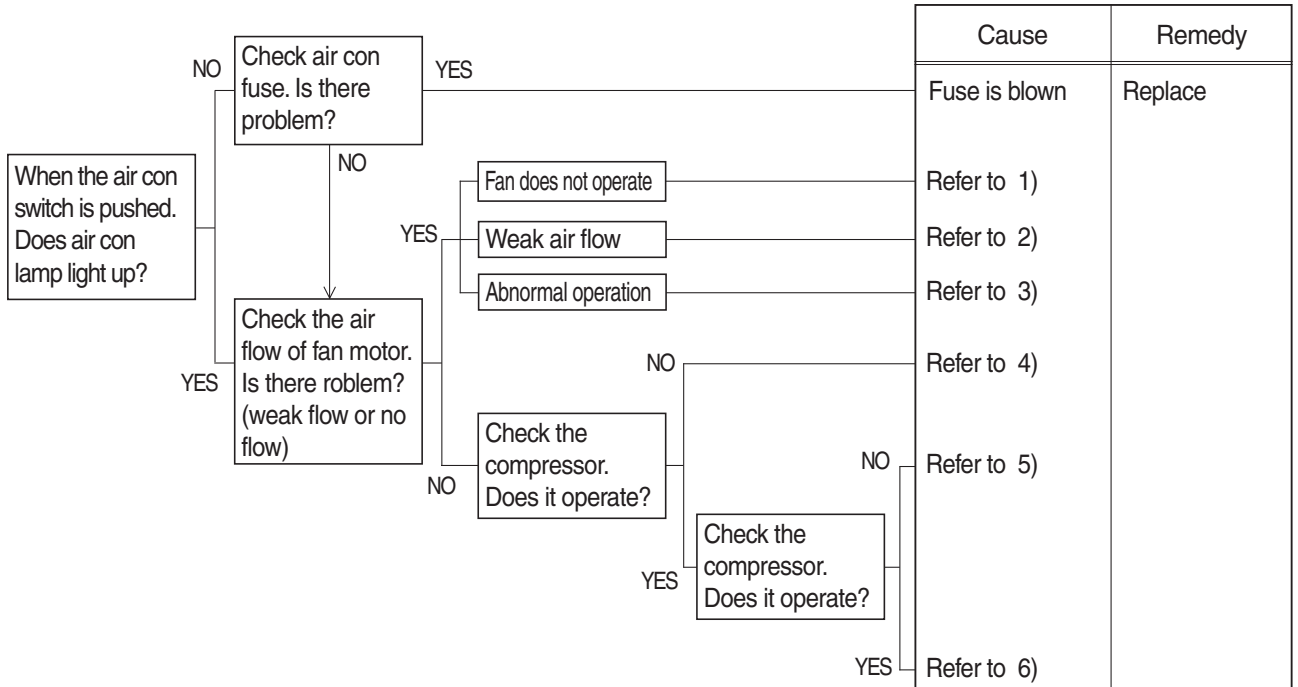 Cause
Remedy
NO
Check air con
fuse. Is there
problem?
YES
Fuse is blown
Replace
NO
When the air con
switch is pushed.
Does air con
lamp light up?
Fan does not operate
Refer to 1)
YES
Weak air flow
Refer to 2)
Abnormal operation
Refer to 3)
YES
Check the air
flow of fan motor.
Is there roblem?
(weak flow or no
flow)
NO
Refer to 4)
NO
Check the
compressor.
Does it operate?
NO
Refer to 5)
YES
Check the
compressor.
Does it operate?
YES
Refer to 6)